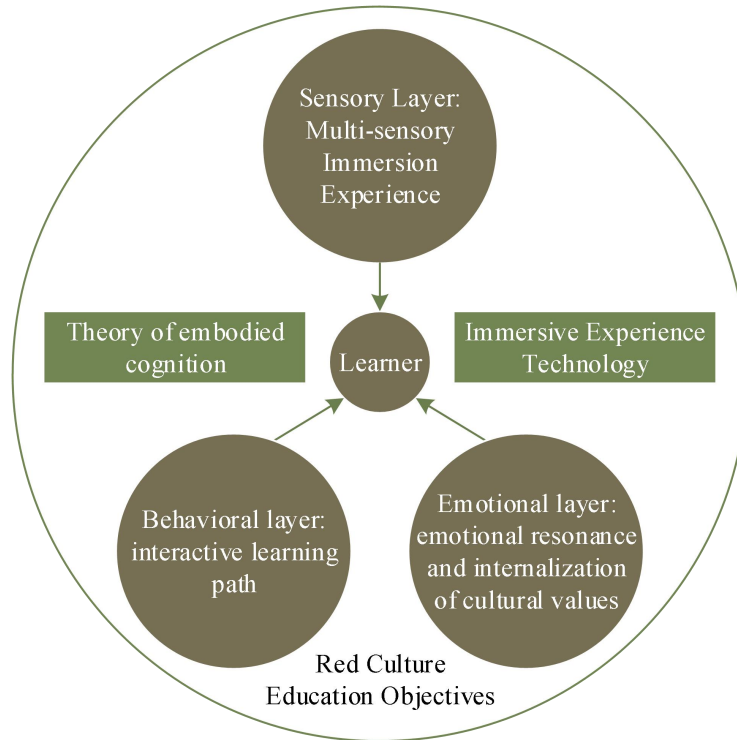 Sensory Layer:
Multi-sensory
Immersion
Experience
Theory of embodied
cognition
Learner
Immersive Experience
Technology
Behavioral layer:
interactive learning
path
Emotional layer:
emotional resonance
and internalization
of cultural values
Red Culture
Education Objectives